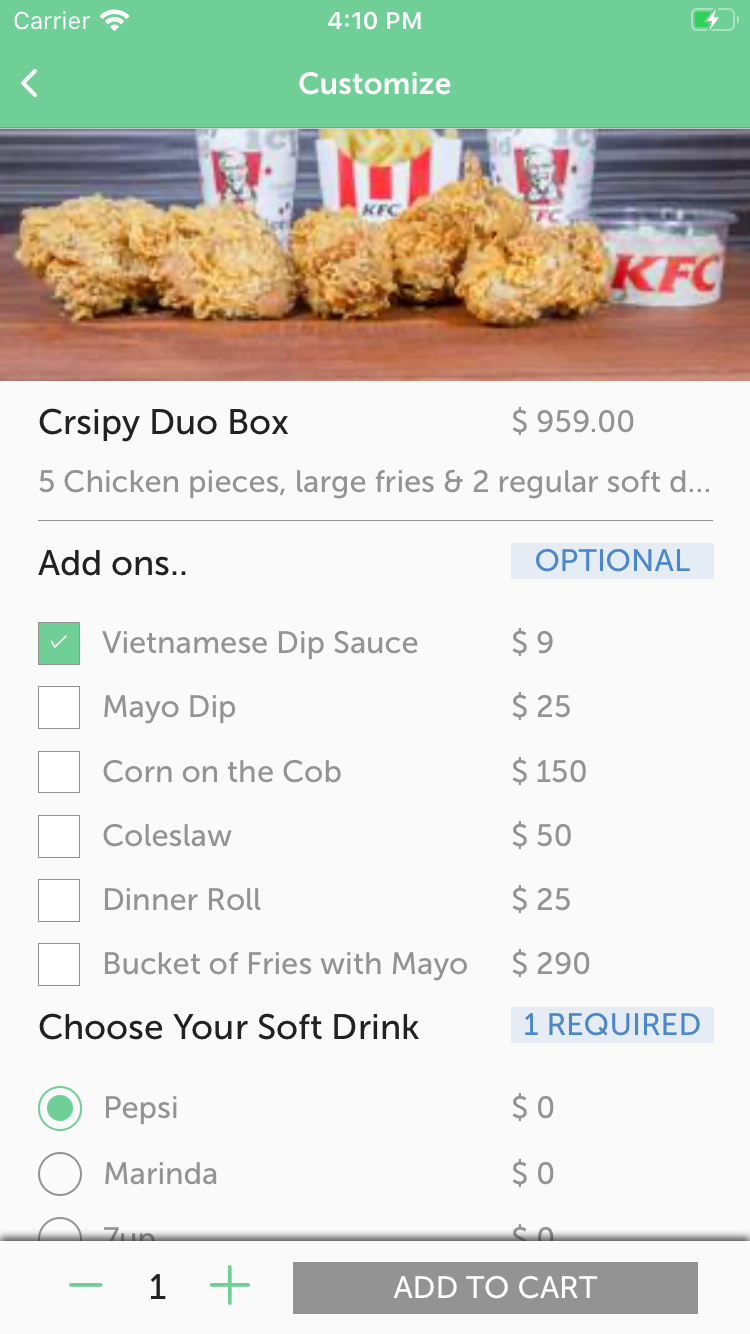 Carrier 4:10 PM
Customize
KFC
KFC
KFC
Crsipy Duo Box $ 959.00
5 Chicken pieces, large fries & 2 regular soft d...
Add ons.. OPTIONAL
Vietnamese Dip Sauce $ 9
Mayo Dip $ 25
Corn on the Cob $ 150
Coleslaw $ 50
Dinner Roll $ 25
Bucket of Fries with Mayo $ 290
Choose Your Soft Drink 1 REQUIRED
Pepsi $ 0
Marinda $ 0
7up $ 0
1 ADD TO CART